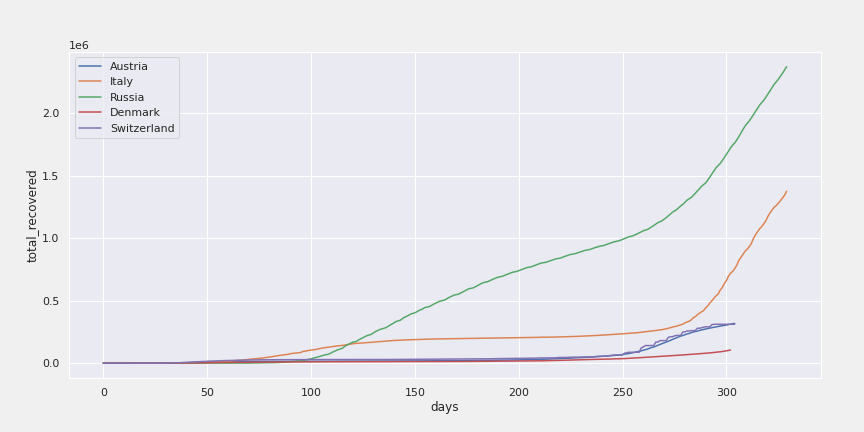 1e6
Austria
Italy
Russia
Denmark
Switzerland
2.0
1.5
1.0
0.5
0.0
total_recovered
0 50 100 150 200 250 300
days